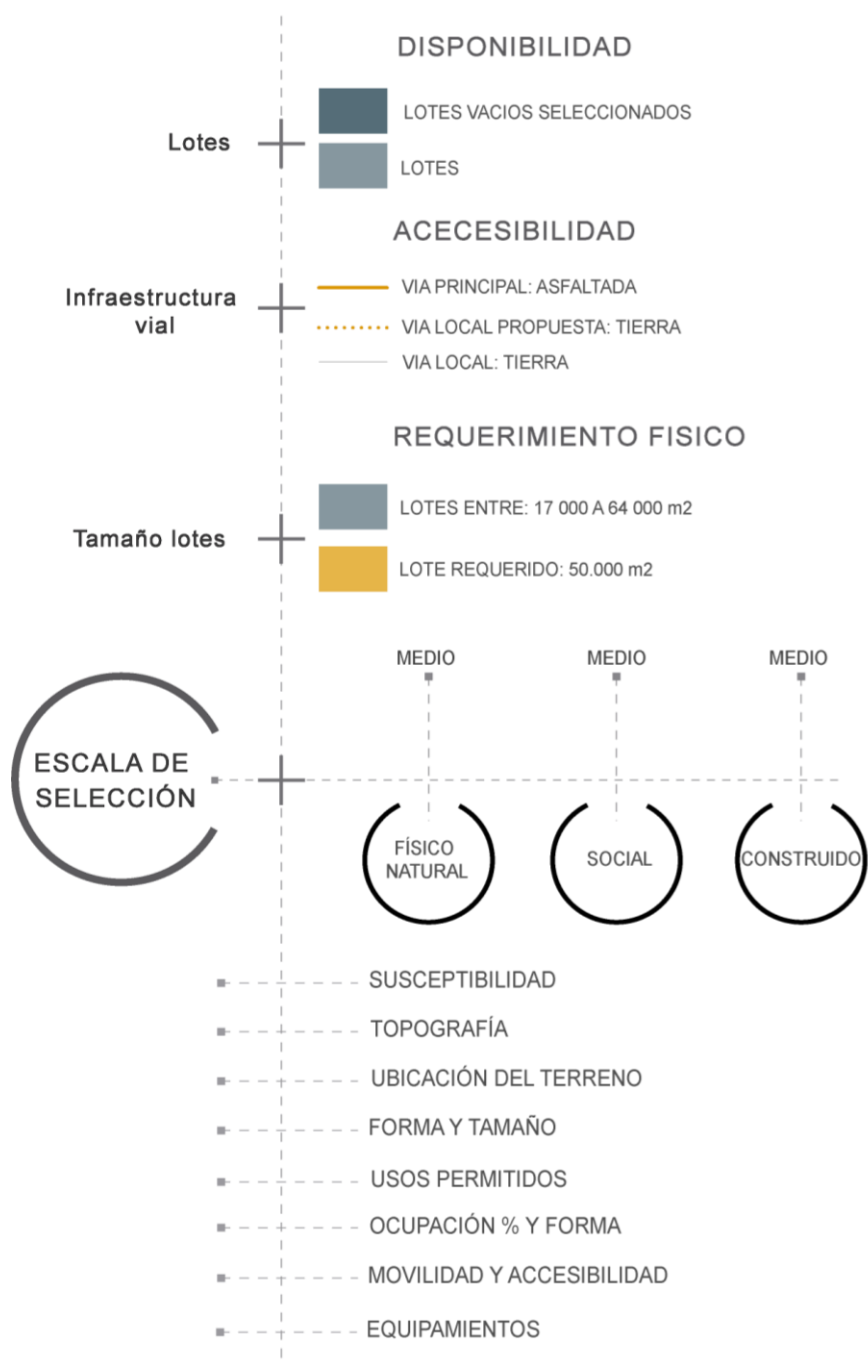 DISPONIBILIDAD
Lotes
LOTES VACIOS SELECCIONADOS
LOTES
ACECESIBILIDAD
Infraestructura
vial
VIA PRINCIPAL: ASFALTADA
VIA LOCAL PROPUESTA: TIERRA
VIA LOCAL: TIERRA
REQUERIMIENTO FISICO
Tamaño lotes
LOTES ENTRE: 17 000 A 64 000 m2
LOTE REQUERIDO: 50.000 m2
ESCALA DE
SELECCIÓN
MEDIO
FÍSICO
NATURAL
MEDIO
SOCIAL
MEDIO
CONSTRUIDO
SUSCEPTIBILIDAD
TOPOGRAFÍA
UBICACIÓN DEL TERRENO
FORMA Y TAMAÑO
USOS PERMITIDOS
OCUPACIÓN % Y FORMA
MOVILIDAD Y ACCESIBILIDAD
EQUIPAMIENTOS